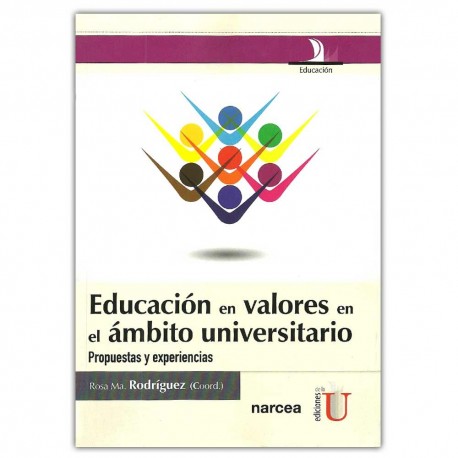 Educación
Educación en valores en
el ámbito universitario
Propuestas y experiencias
Rosa Ma. Rodríguez (Coord.)
narcea
ediciones de la U